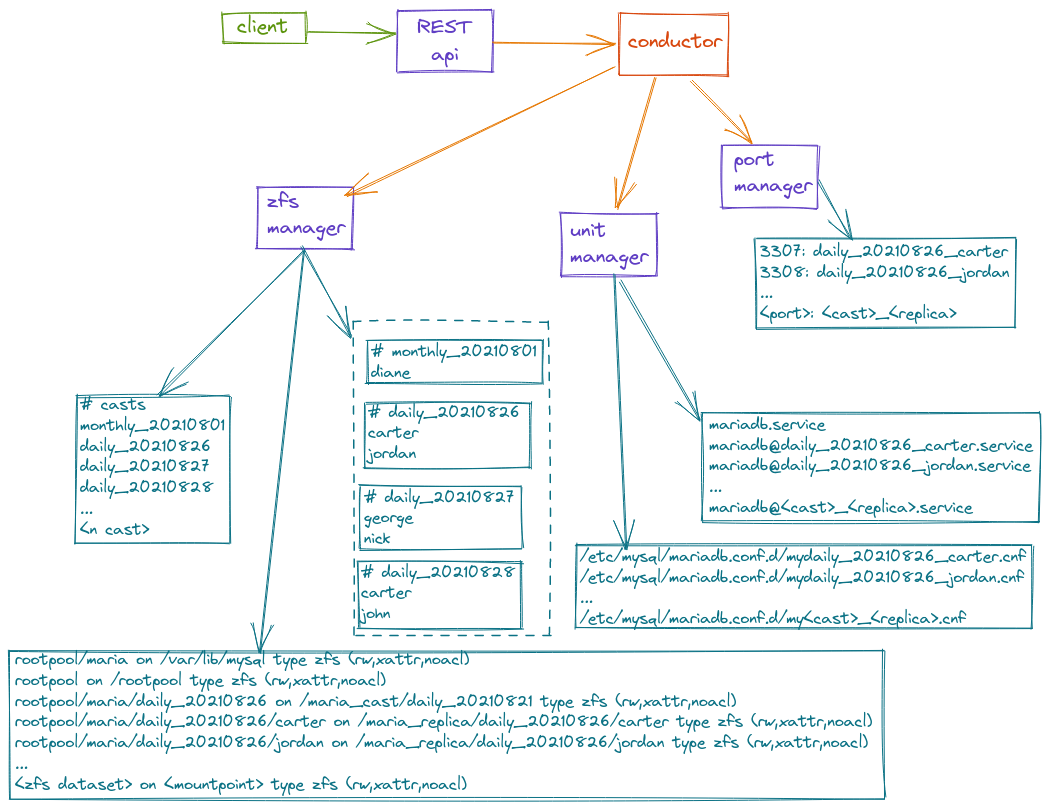 client
REST
api
conductor
port
manager
zfs
manager
unit
manager
3307: daily_20210826_carter
3308: daily_20210826_jordan
...
<port>: <cast>_<replica>
# monthly_20210801
diane
# daily_20210826
carter
jordan
# daily_20210827
george
nick
# daily_20210828
carter
john
# casts
monthly_20210801
daily_20210826
daily_20210827
daily_20210828
...
<n cast>
mariadb.service
mariadb@daily_20210826_carter.service
mariadb@daily_20210826_jordan.service
...
mariadb@<cast>_<replica>.service
/etc/mysql/mariadb.conf.d/mydaily_20210826_carter.cnf
/etc/mysql/mariadb.conf.d/mydaily_20210826_jordan.cnf
...
/etc/mysql/mariadb.conf.d/my<cast>_<replica>.cnf
rootpool/maria on /var/lib/mysql type zfs (rw,xattr,noacl)
rootpool on /rootpool type zfs (rw,xattr,noacl)
rootpool/maria/daily_20210826 on /maria_cast/daily_20210821 type zfs (rw,xattr,noacl)
rootpool/maria/daily_20210826/carter on /maria_replica/daily_20210826/carter type zfs (rw,xattr,noacl)
rootpool/maria/daily_20210826/jordan on /maria_replica/daily_20210826/jordan type zfs (rw,xattr,noacl)
...
<zfs dataset> on <mountpoint> type zfs (rw,xattr,noacl)